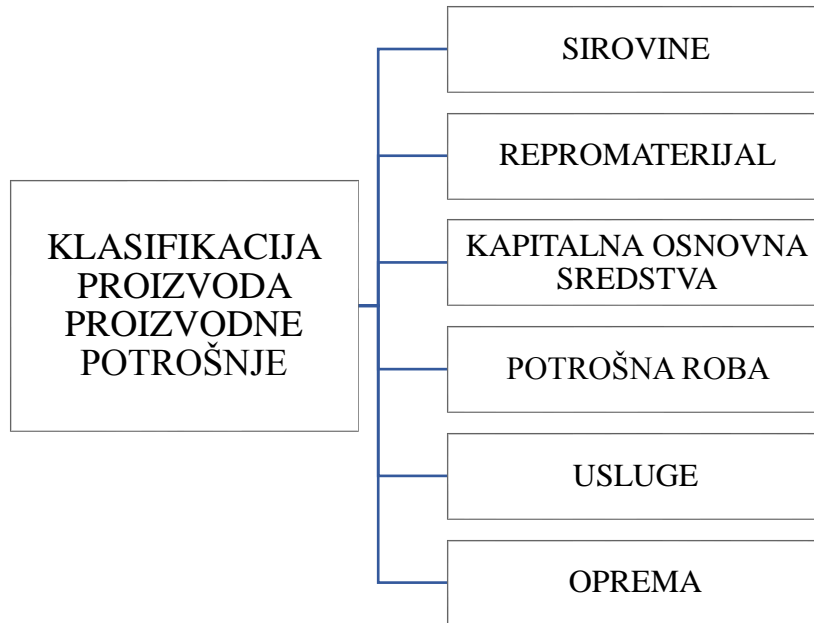 KLASIFIKACIJA
PROIZVODA
PROIZVODNE
POTROŠNJE
SIROVINE
REPROMATERIJAL
KAPITALNA OSNOVNA
SREDSTVA
POTROŠNA ROBA
USLUGE
OPREMA